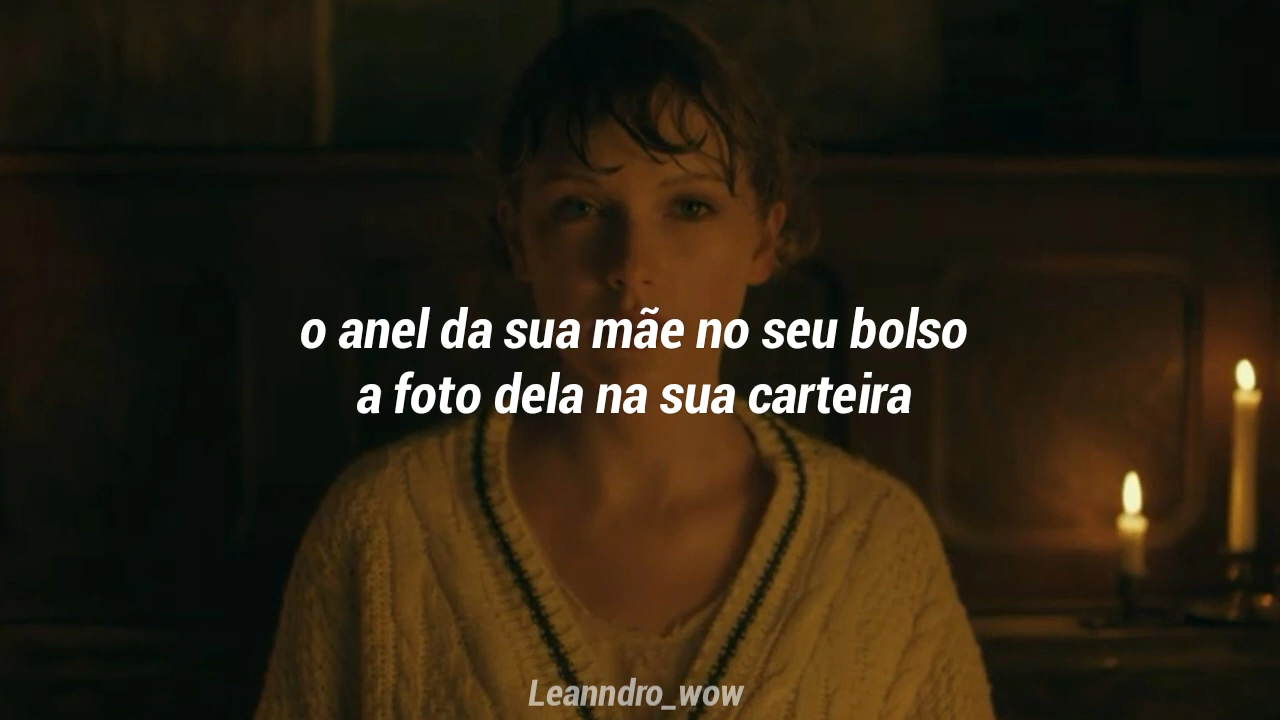 o anel da sua mãe no seu bolso
a foto dela na sua carteira
Leanndro_wow